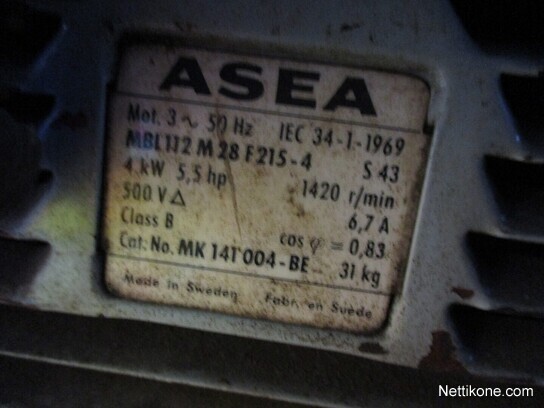 ASEA
Mot. 3 ~ 50 Hz IEC 34-1-1969
MBL 112 M 28 F 215-4 S 43
4 kW 5,5 hp 1420 r/min
500 V Δ 6,7 A
Class B cos φ = 0,83
Cat. No. MK 141 004-BE 31 kg
Made in Sweden Fabr. en Suède
Nettikone.com